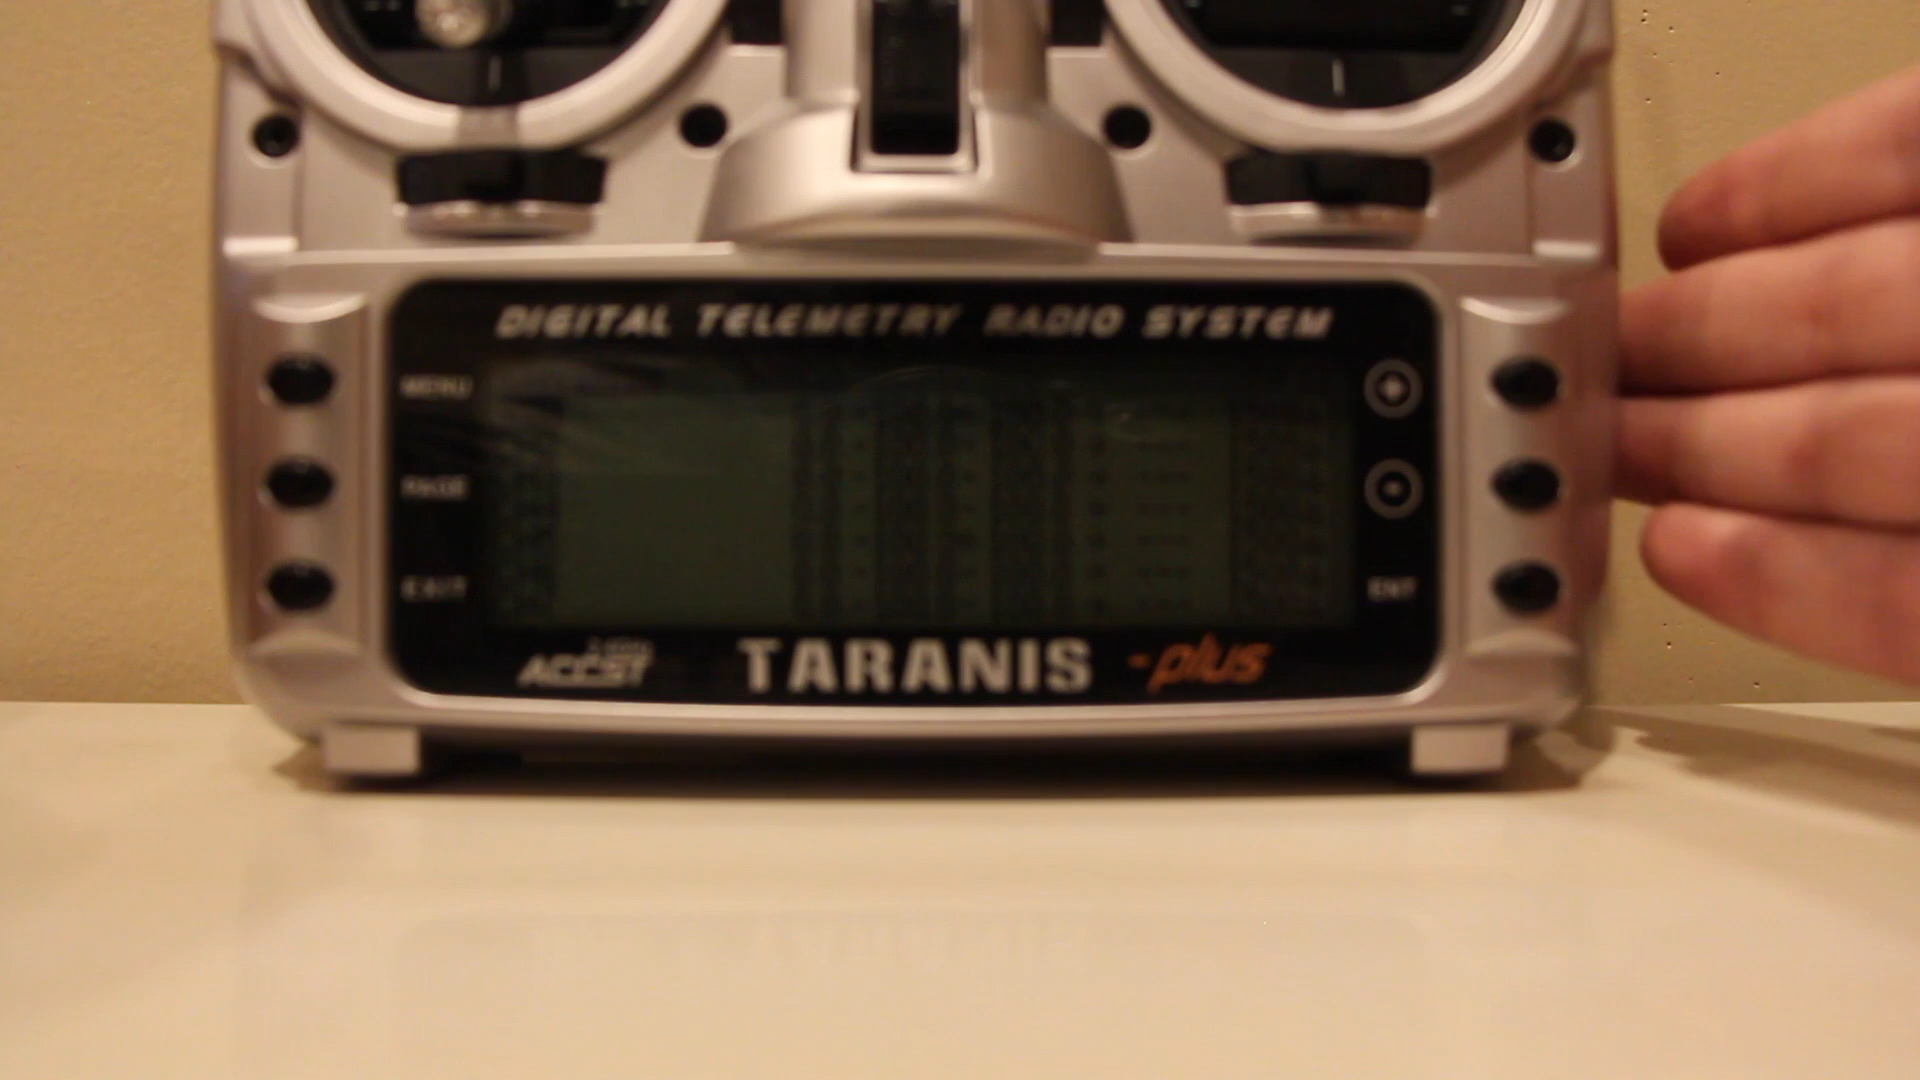 DIGITAL TELEMETRY RADIO SYSTEM
MENU
PAGE
EXIT
ENT
ACCST
TARANIS -plus